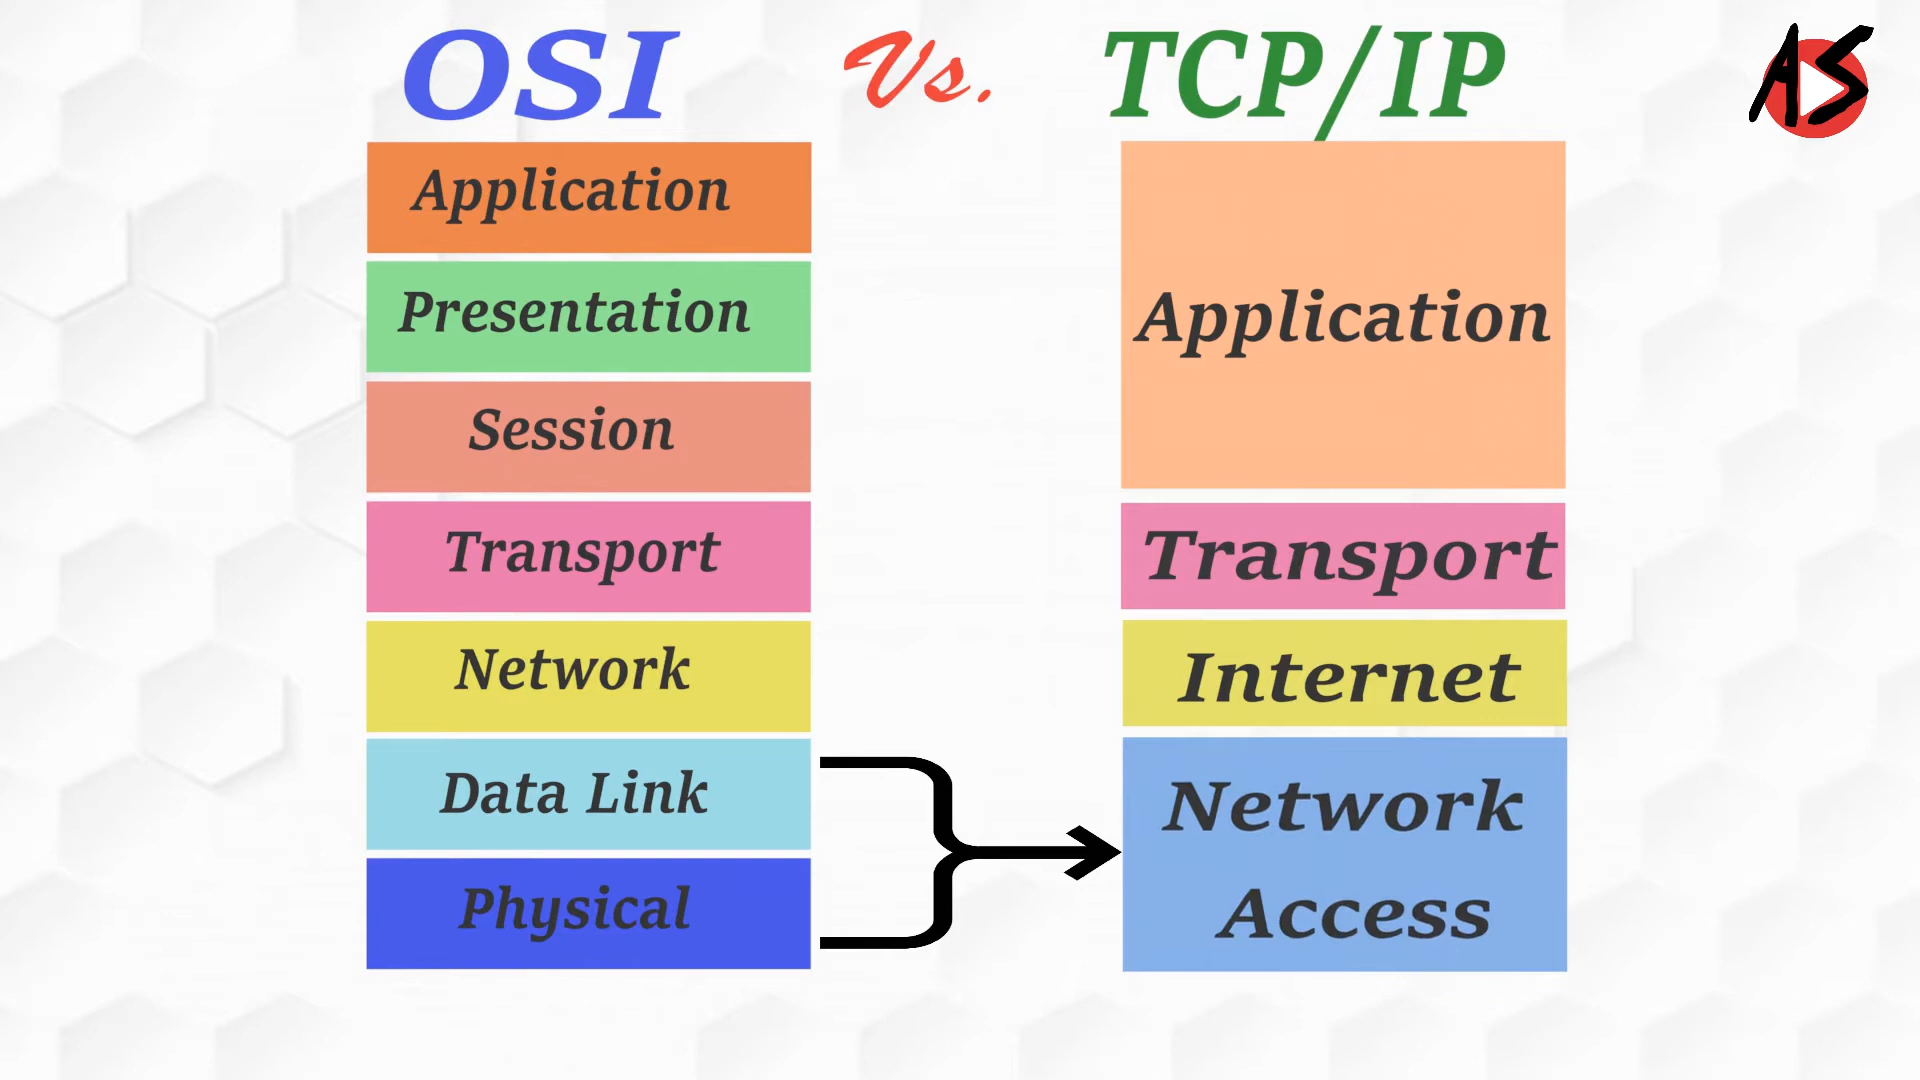 OSI Vs. TCP/IP
AS
Application
Presentation
Session
Transport
Network
Data Link
Physical
Application
Transport
Internet
Network
Access